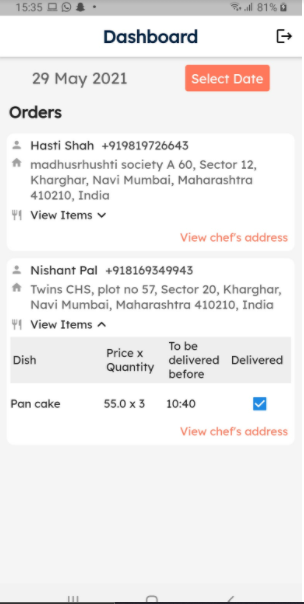 15:35 81%
Dashboard
29 May 2021 Select Date
Orders
Hasti Shah +919819726643
madhusrhushti society A 60, Sector 12,
Kharghar, Navi Mumbai, Maharashtra
410210, India
View Items
View chef's address
Nishant Pal +918169349943
Twins CHS, plot no 57, Sector 20, Kharghar,
Navi Mumbai, Maharashtra 410210, India
View Items
Dish Price x Quantity To be delivered before Delivered
Pan cake 55.0 x 3 10:40
View chef's address